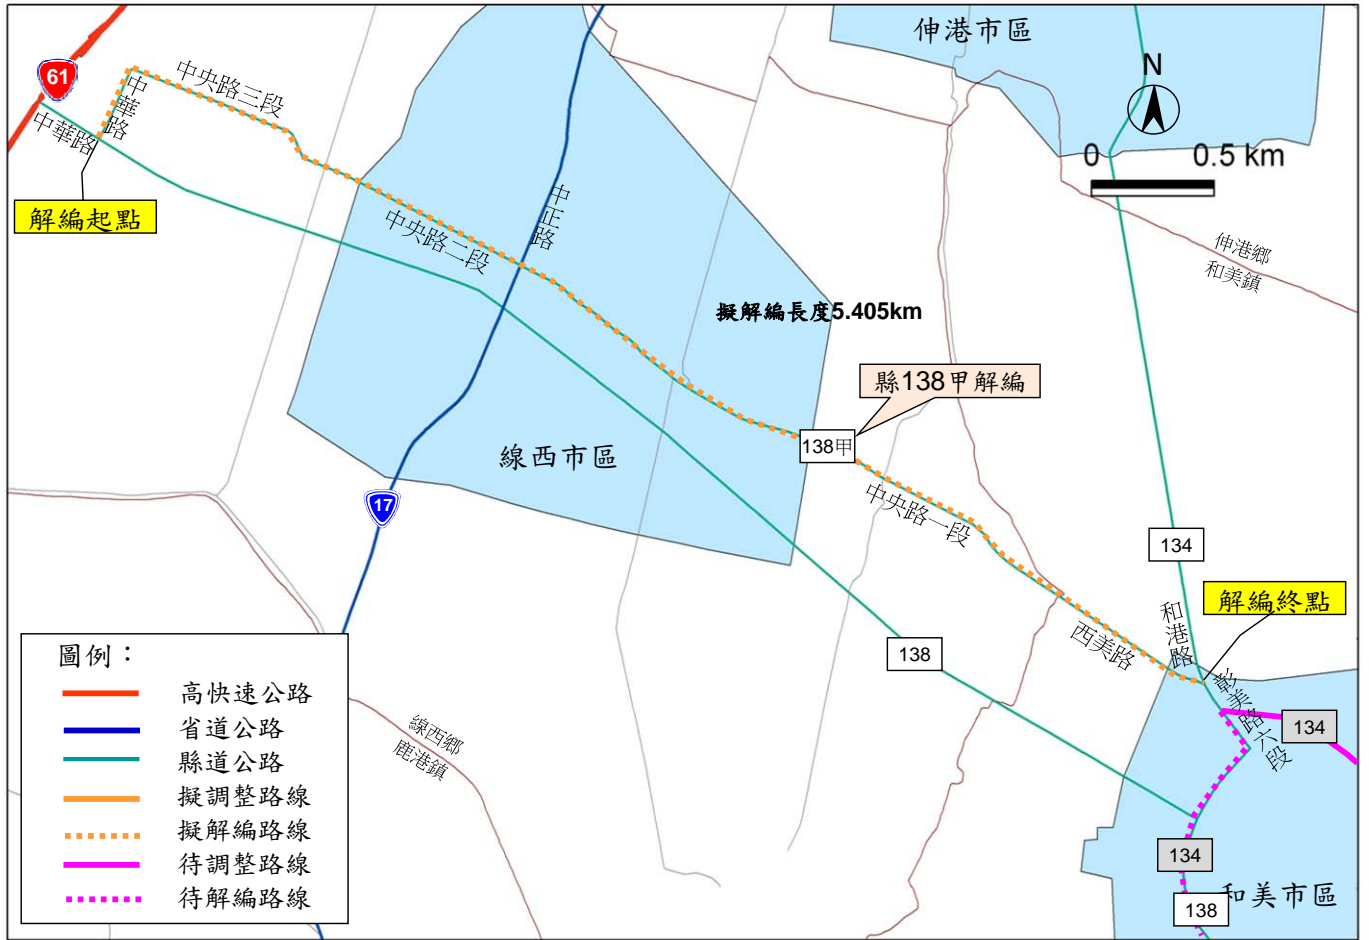 伸港市區
61
中央路三段
中華路
中華路
N
0 0.5 km
解編起點
中正路
中央路二段
伸港鄉
和美鎮
擬解編長度5.405km
縣138甲解編
138甲
線西市區
17
中央路一段
134
解編終點
和港路
西美路
138
彰美路六段
134
線西鄉
鹿港鎮
134
138
和美市區
圖例：
高快速公路
省道公路
縣道公路
擬調整路線
擬解編路線
待調整路線
待解編路線